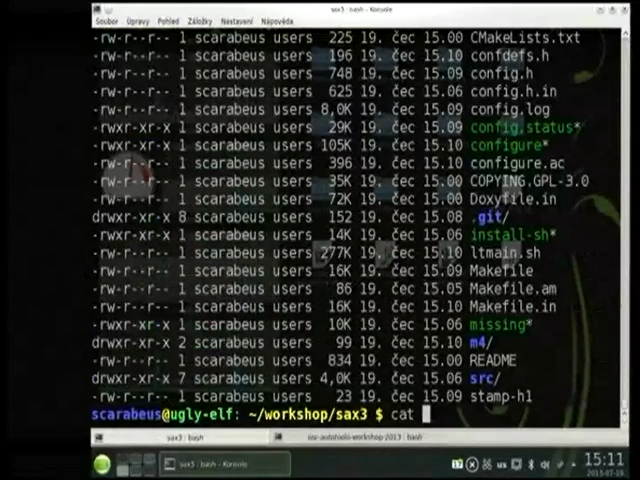 sax3 : bash - Konsole
Soubor Úpravy Pohled Záložky Nastavení Nápověda
-rw-r--r-- 1 scarabeus users 225 19. čec 15.00 CMakeLists.txt
-rw-r--r-- 1 scarabeus users 196 19. čec 15.10 confdefs.h
-rw-r--r-- 1 scarabeus users 748 19. čec 15.09 config.h
-rw-r--r-- 1 scarabeus users 625 19. čec 15.06 config.h.in
-rw-r--r-- 1 scarabeus users 8,0K 19. čec 15.09 config.log
-rwxr-xr-x 1 scarabeus users 29K 19. čec 15.09 config.status*
-rwxr-xr-x 1 scarabeus users 105K 19. čec 15.10 configure*
-rw-r--r-- 1 scarabeus users 396 19. čec 15.10 configure.ac
-rw-r--r-- 1 scarabeus users 35K 19. čec 15.00 COPYING.GPL-3.0
-rw-r--r-- 1 scarabeus users 72K 19. čec 15.00 Doxyfile.in
drwxr-xr-x 8 scarabeus users 152 19. čec 15.08 .git/
-rwxr-xr-x 1 scarabeus users 14K 19. čec 15.06 install-sh*
-rw-r--r-- 1 scarabeus users 277K 19. čec 15.10 ltmain.sh
-rw-r--r-- 1 scarabeus users 16K 19. čec 15.09 Makefile
-rw-r--r-- 1 scarabeus users 86 19. čec 15.05 Makefile.am
-rw-r--r-- 1 scarabeus users 16K 19. čec 15.10 Makefile.in
-rwxr-xr-x 1 scarabeus users 10K 19. čec 15.06 missing*
drwxr-xr-x 2 scarabeus users 99 19. čec 15.10 m4/
-rw-r--r-- 1 scarabeus users 834 19. čec 15.00 README
drwxr-xr-x 7 scarabeus users 4,0K 19. čec 15.06 src/
-rw-r--r-- 1 scarabeus users 23 19. čec 15.09 stamp-h1
scarabeus@ugly-elf: ~/workshop/sax3 $ cat
sax3 : bash
osc-autotools-workshop-2013 : bash
sax3 : bash - Konsole
17
us
15:11
2013-07-19